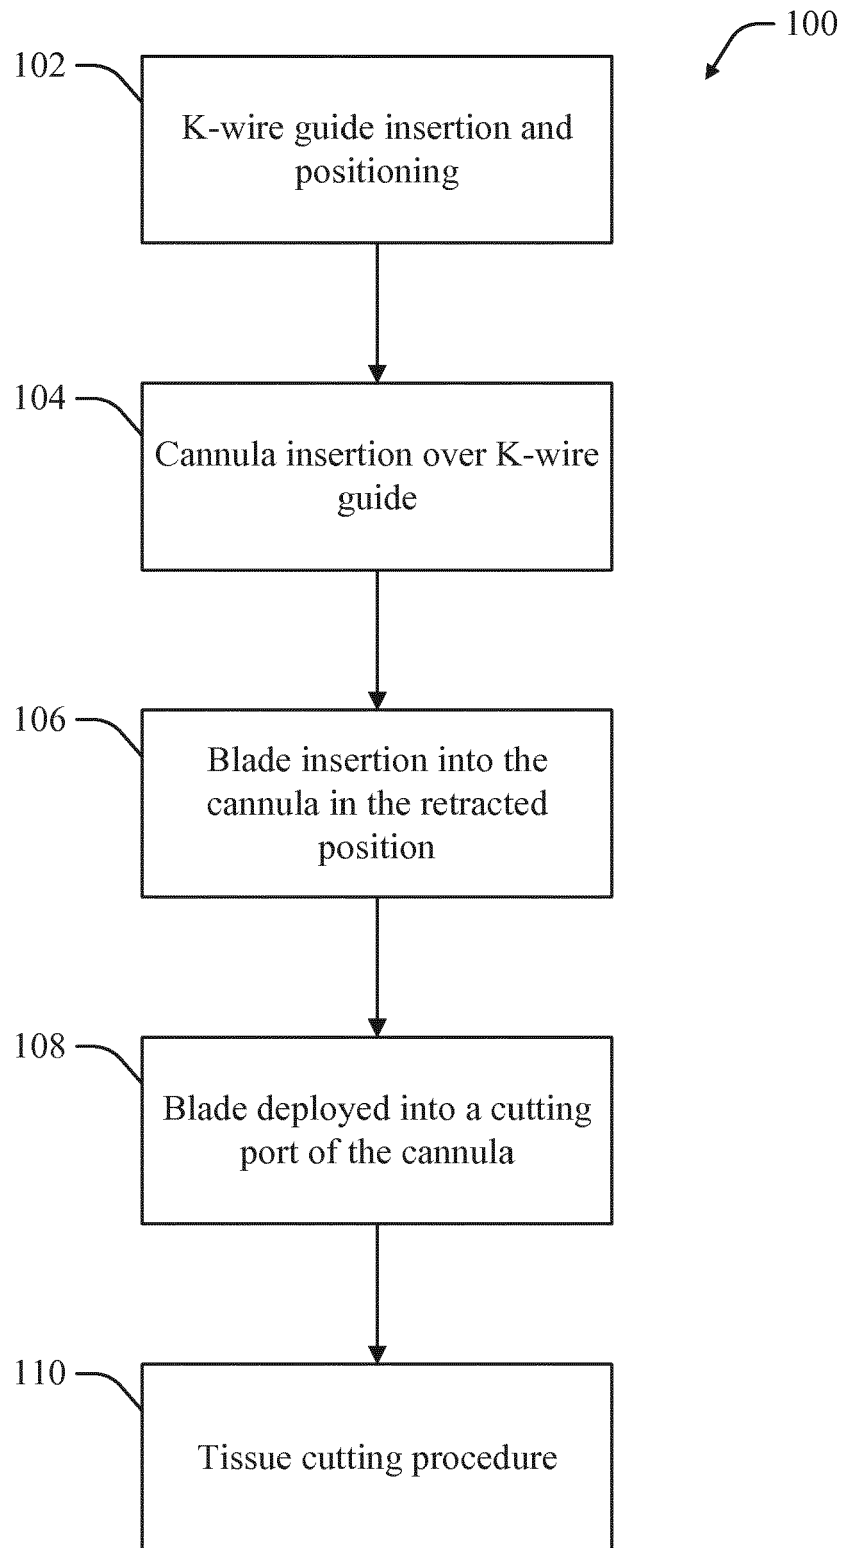 100
102
K-wire guide insertion and
positioning
104
Cannula insertion over K-wire
guide
106
Blade insertion into the
cannula in the retracted
position
108
Blade deployed into a cutting
port of the cannula
110
Tissue cutting procedure